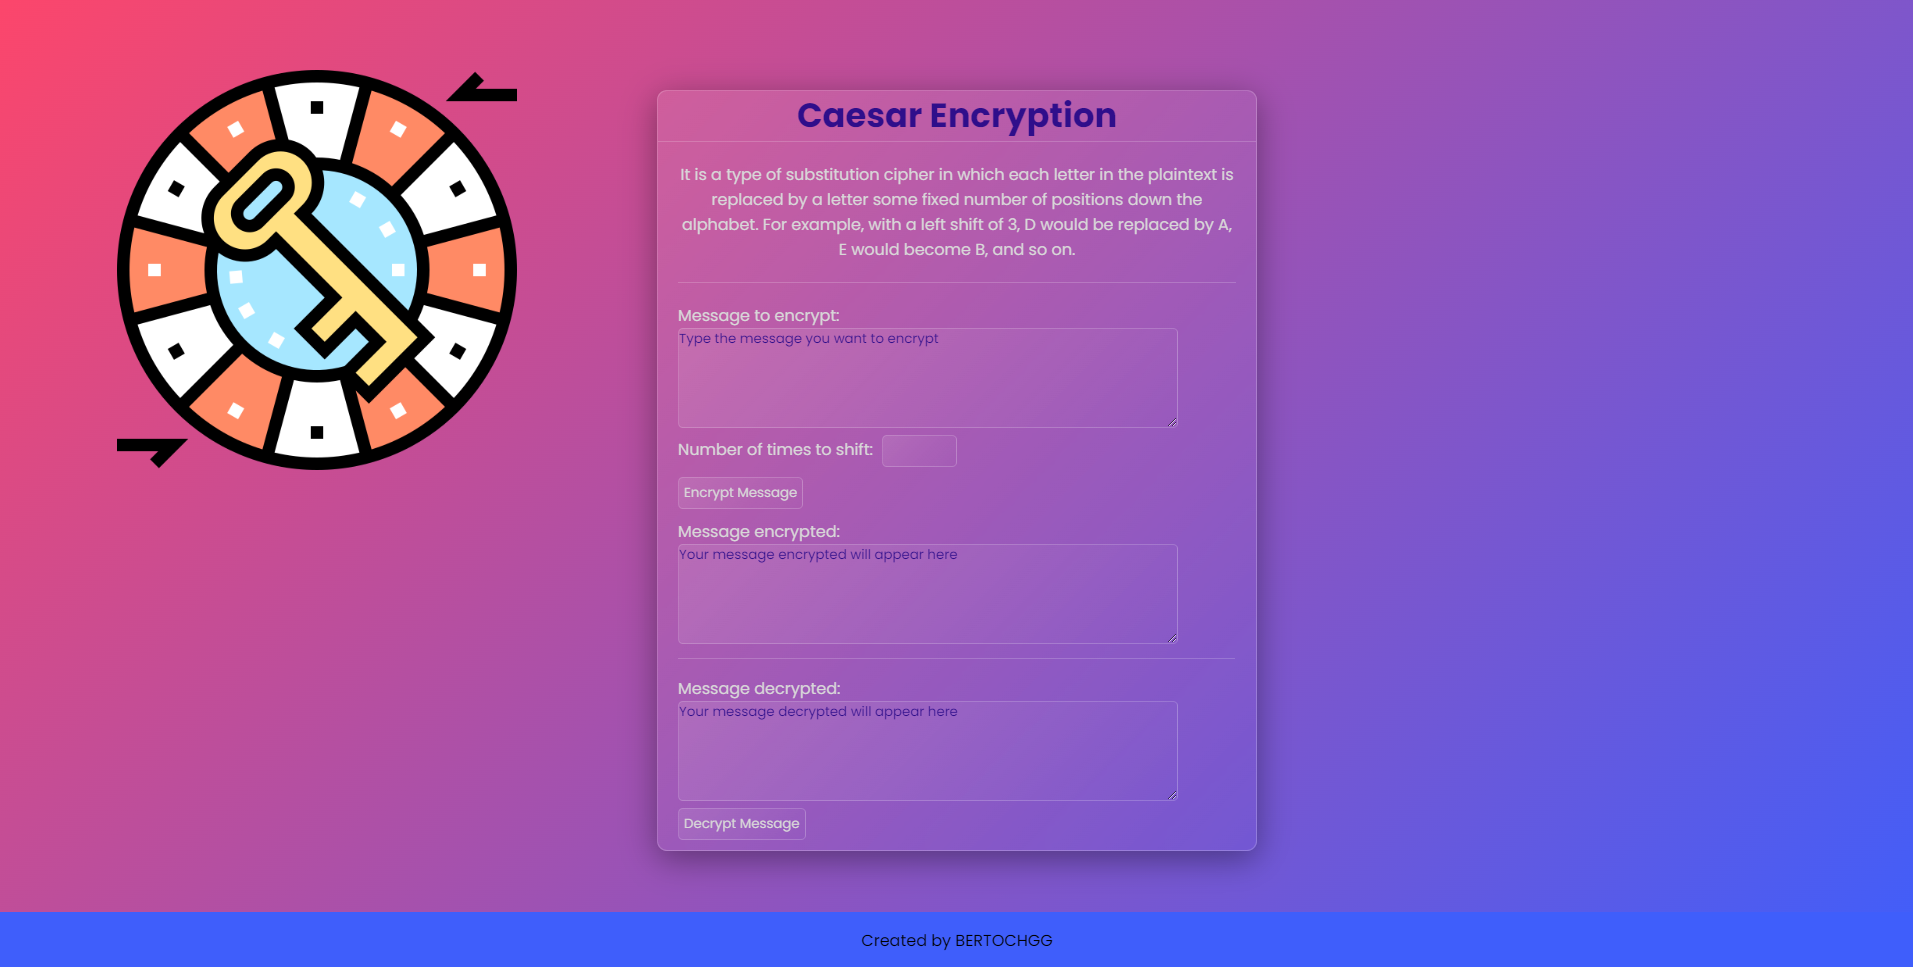 Caesar Encryption
It is a type of substitution cipher in which each letter in the plaintext is
replaced by a letter some fixed number of positions down the
alphabet. For example, with a left shift of 3, D would be replaced by A,
E would become B, and so on.
Message to encrypt:
Type the message you want to encrypt
Number of times to shift:
Encrypt Message
Message encrypted:
Your message encrypted will appear here
Message decrypted:
Your message decrypted will appear here
Decrypt Message
Created by BERTOCHGG